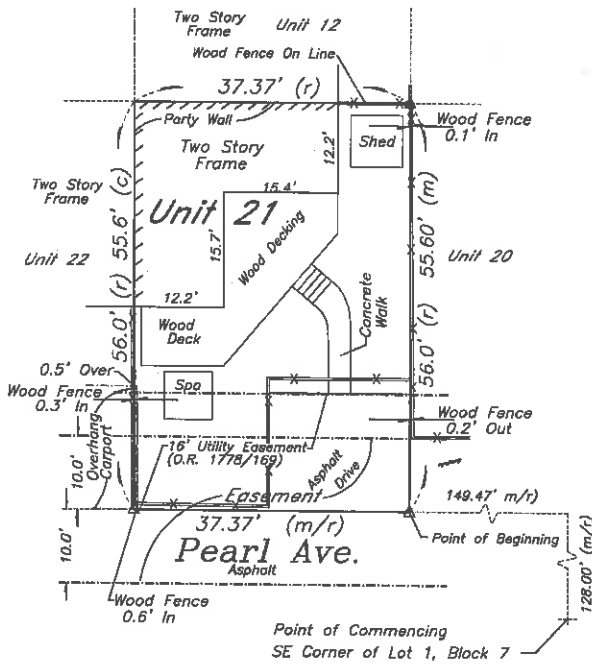 Two Story
Frame
Unit 12
Wood Fence On Line
37.37' (r)
Party Wall
Wood Fence
0.1' In
Two Story
Frame
12.2'
Shed
Two Story
Frame
15.4'
Unit 21
55.6' (c)
56.0' (r)
15.7'
Wood Decking
55.60' (m)
56.0' (r)
Unit 20
Unit 22
12.2'
Wood
Deck
Concrete
Walk
0.5' Over
Spa
Wood Fence
0.3' In
Wood Fence
0.2' Out
10.0'
Overhang
Carport
16' Utility Easement
(O.R. 1778/169)
Asphalt
Drive
Easement
149.47' m/r)
37.37' (m/r)
Point of Beginning
10.0'
Pearl Ave.
Asphalt
128.00' (m/r)
Wood Fence
0.6' In
Point of Commencing
SE Corner of Lot 1, Block 7